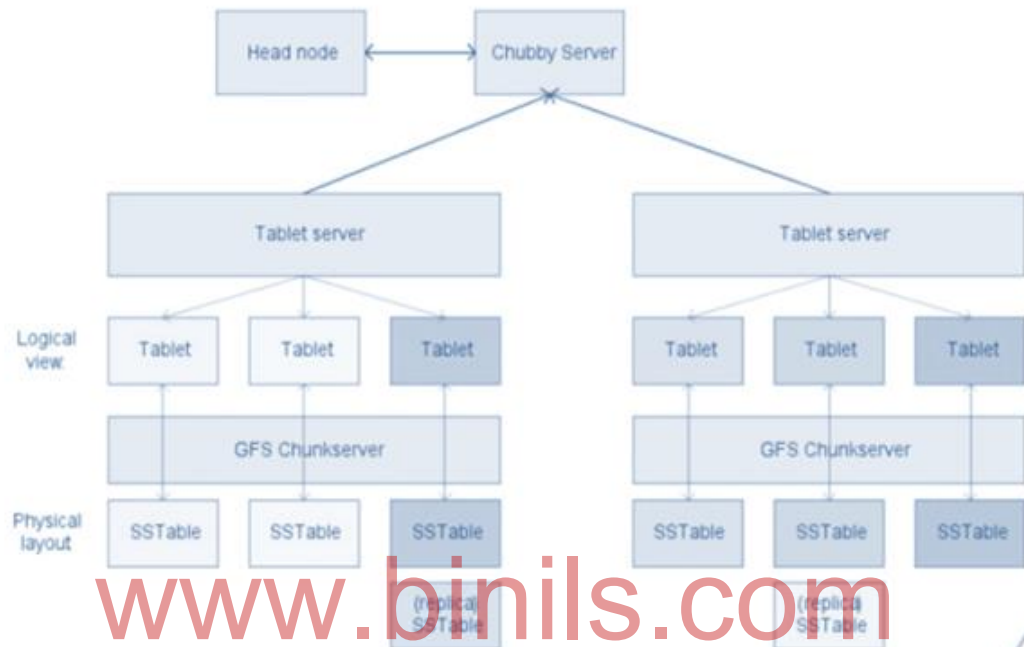 Head node
Chubby Server
Tablet server
Tablet server
Logical
view.
Tablet
Tablet
Tablet
Tablet
Tablet
Tablet
GFS Chunkserver
GFS Chunkserver
Physical
layout
SSTable
SSTable
SSTable
SSTable
SSTable
SSTable
www.binils.com
(replica)
SSTable
(replica)
SSTable